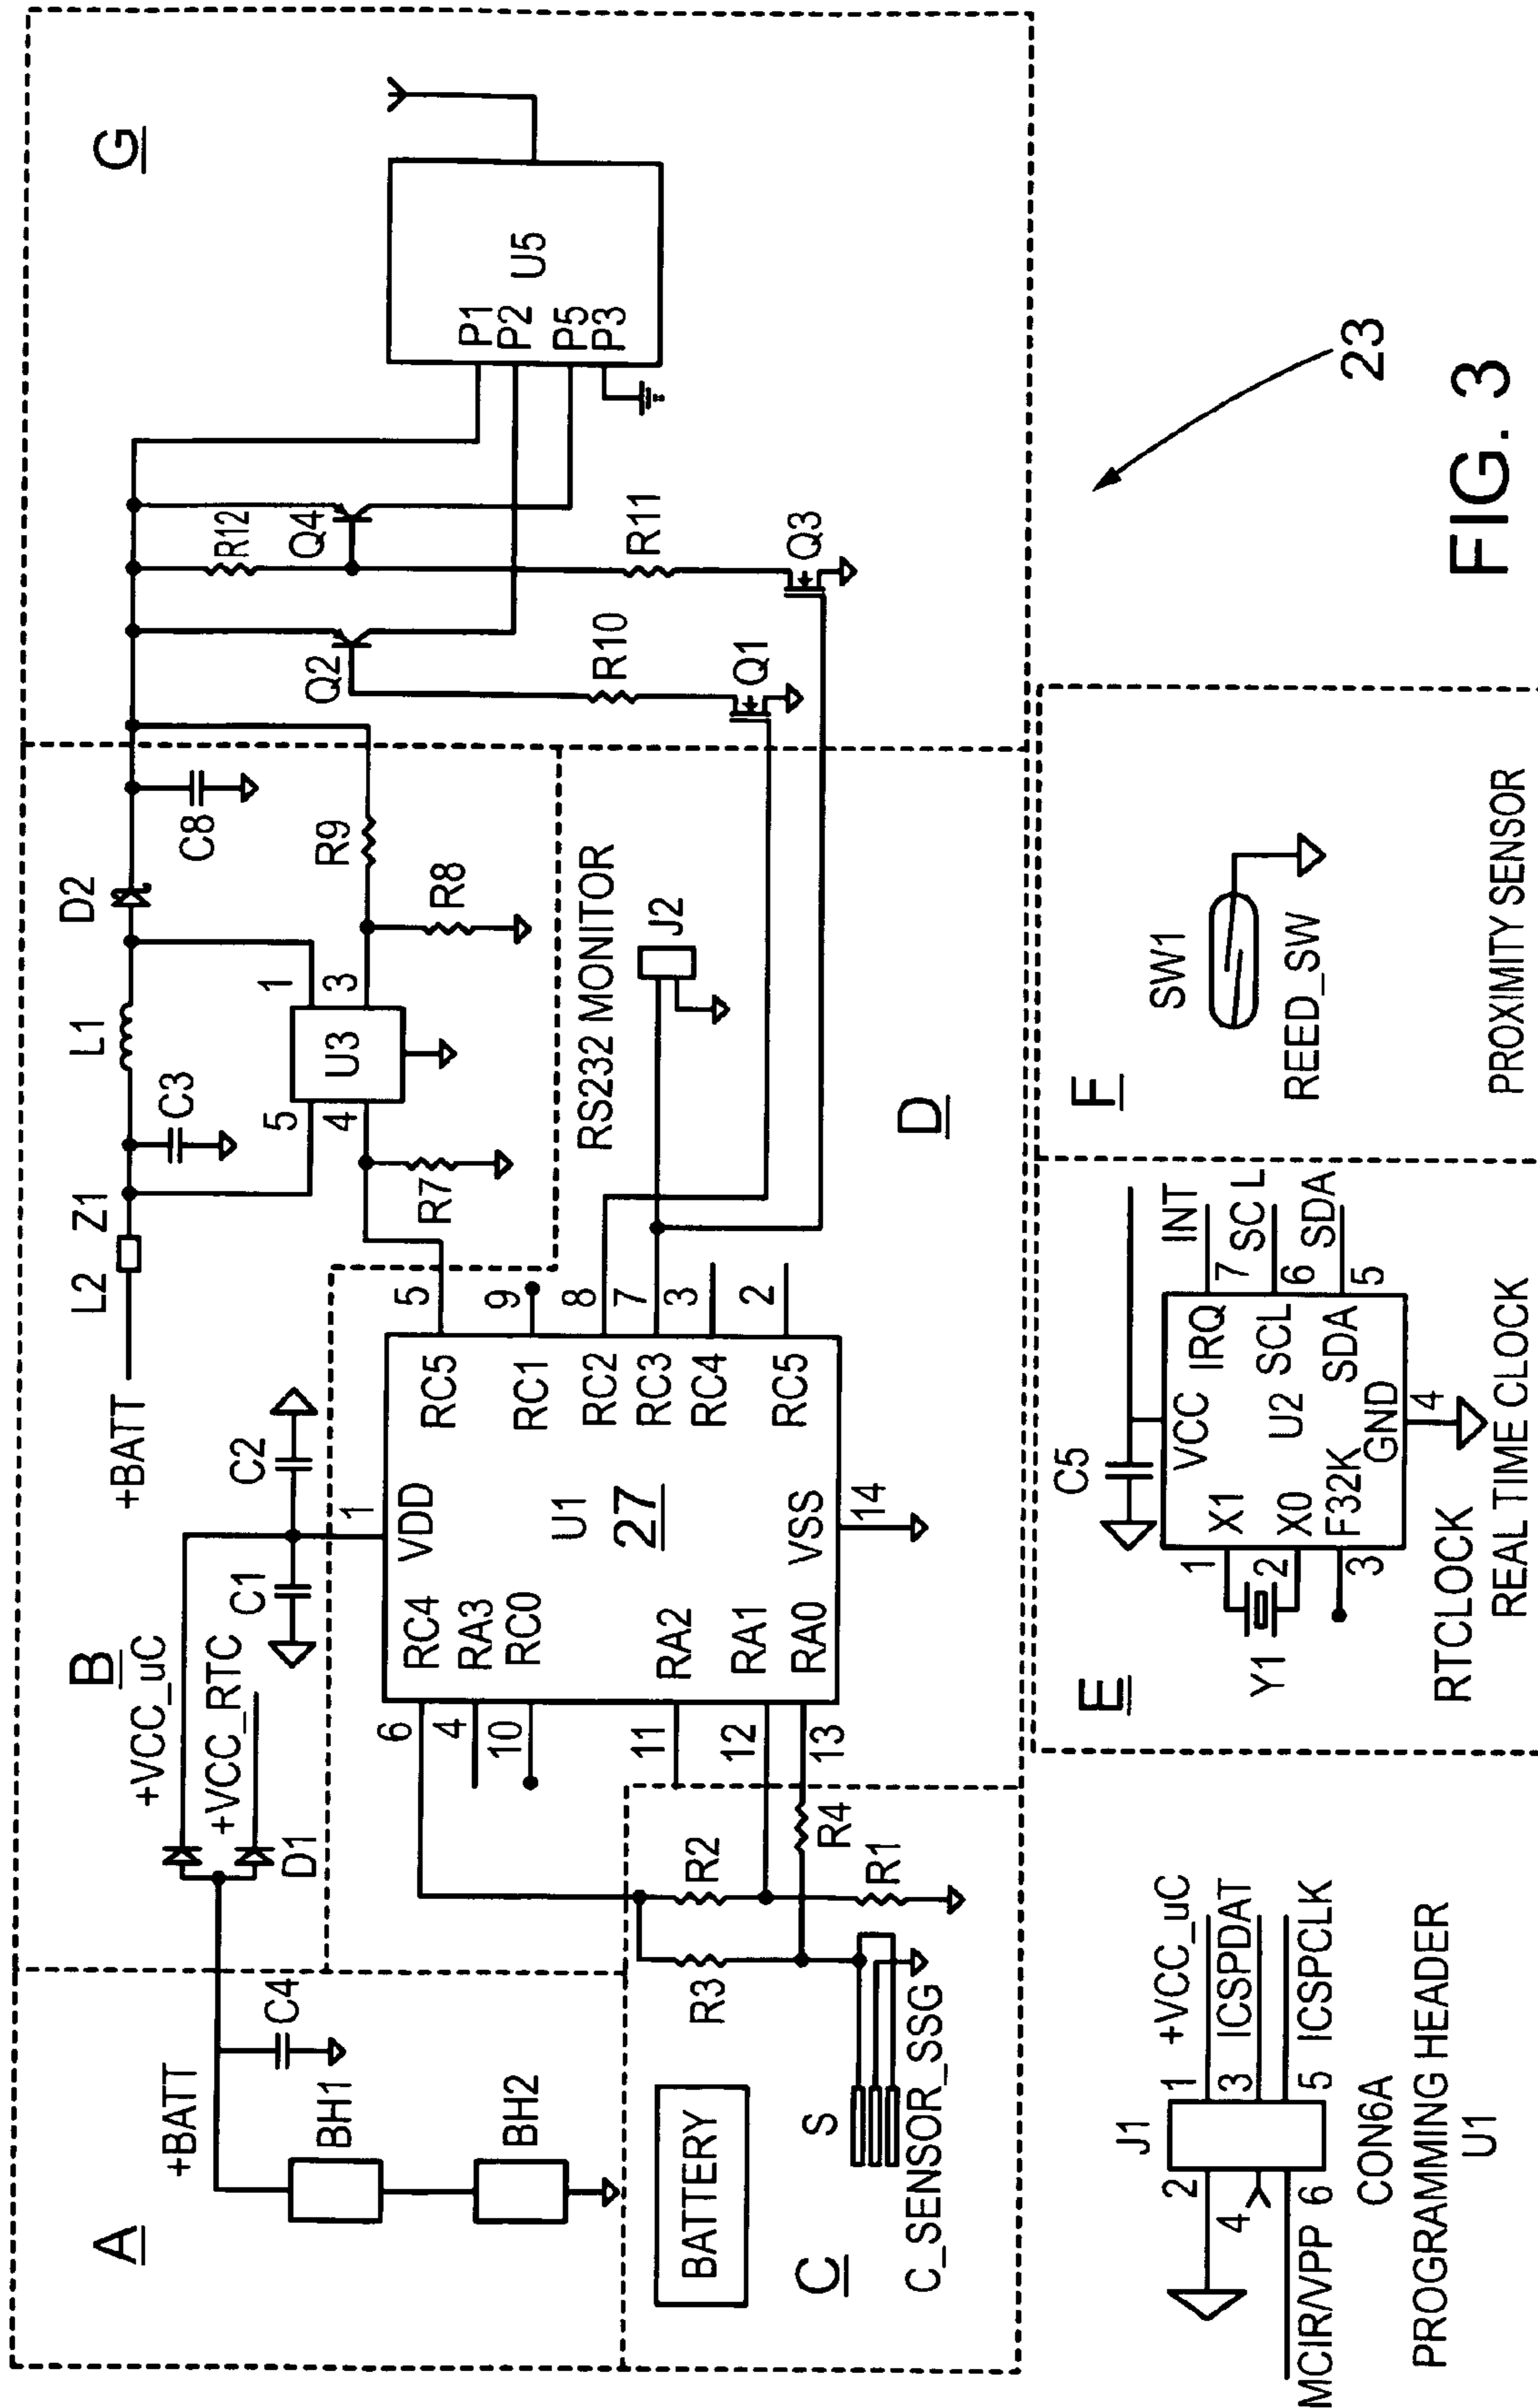 A
+BATT
C4
BH1
BH2
B
+VCC_uC
+VCC_RTC
D1
C1
C2
+BATT
L2
Z1
C3
L1
D2
C8
5
1
U3
4
3
R7
R9
R8
G
Q2
R12
Q4
R10
R11
Q1
Q3
P1
P2
P5
P3
U5
BATTERY
C
S
C_SENSOR_SSG
R3
R2
R4
R1
1
VDD
6
RC4
4
RA3
10
RC0
11
RA2
12
RA1
13
RA0
U1
27
VSS
14
RC5
5
RC1
9
RC2
8
RC3
7
RC4
3
RC5
2
RS232 MONITOR
J2
D
J1
2
1
+VCC_uC
4
3
ICSPDAT
MCIR/VPP
6
5
ICSPCLK
CON6A
PROGRAMMING HEADER
U1
E
C5
Y1
1
X1
2
X0
3
F32K
VCC
U2
GND
4
IRQ
7
INT
SCL
6
SC L
SDA
5
SDA
RTCLOCK
REAL TIME CLOCK
F
SW1
REED_SW
PROXIMITY SENSOR
23
FIG. 3